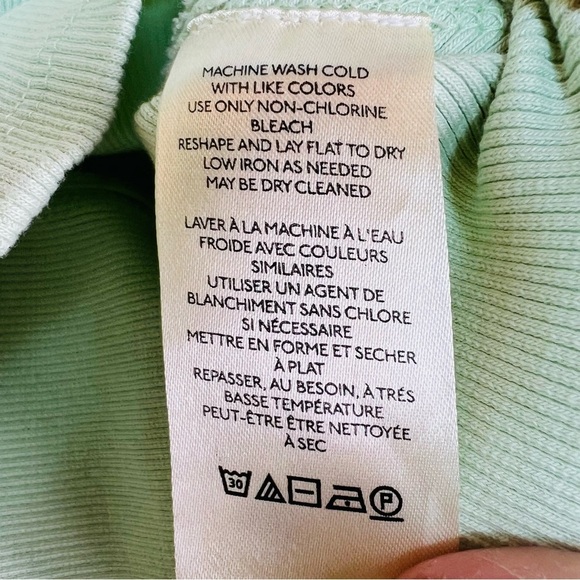 MACHINE WASH COLD
WITH LIKE COLORS
USE ONLY NON-CHLORINE
BLEACH
RESHAPE AND LAY FLAT TO DRY
LOW IRON AS NEEDED
MAY BE DRY CLEANED
LAVER À LA MACHINE À L'EAU
FROIDE AVEC COULEURS
SIMILAIRES
UTILISER UN AGENT DE
BLANCHIMENT SANS CHLORE
SI NÉCESSAIRE
METTRE EN FORME ET SECHER
À PLAT
REPASSER, AU BESOIN, À TRÉS
BASSE TEMPÉRATURE
PEUT-ÊTRE ÊTRE NETTOYÉE
À SEC
30 P